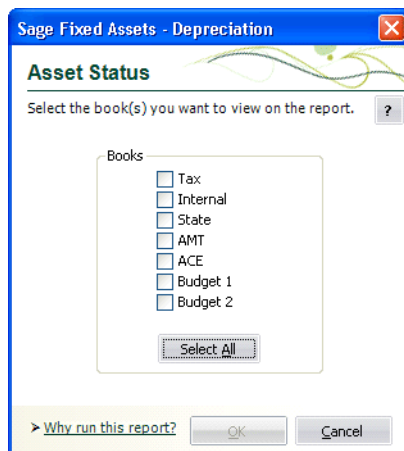 Sage Fixed Assets - Depreciation
Asset Status
Select the book(s) you want to view on the report.
?
Books
Tax
Internal
State
AMT
ACE
Budget 1
Budget 2
Select All
Why run this report?
OK
Cancel